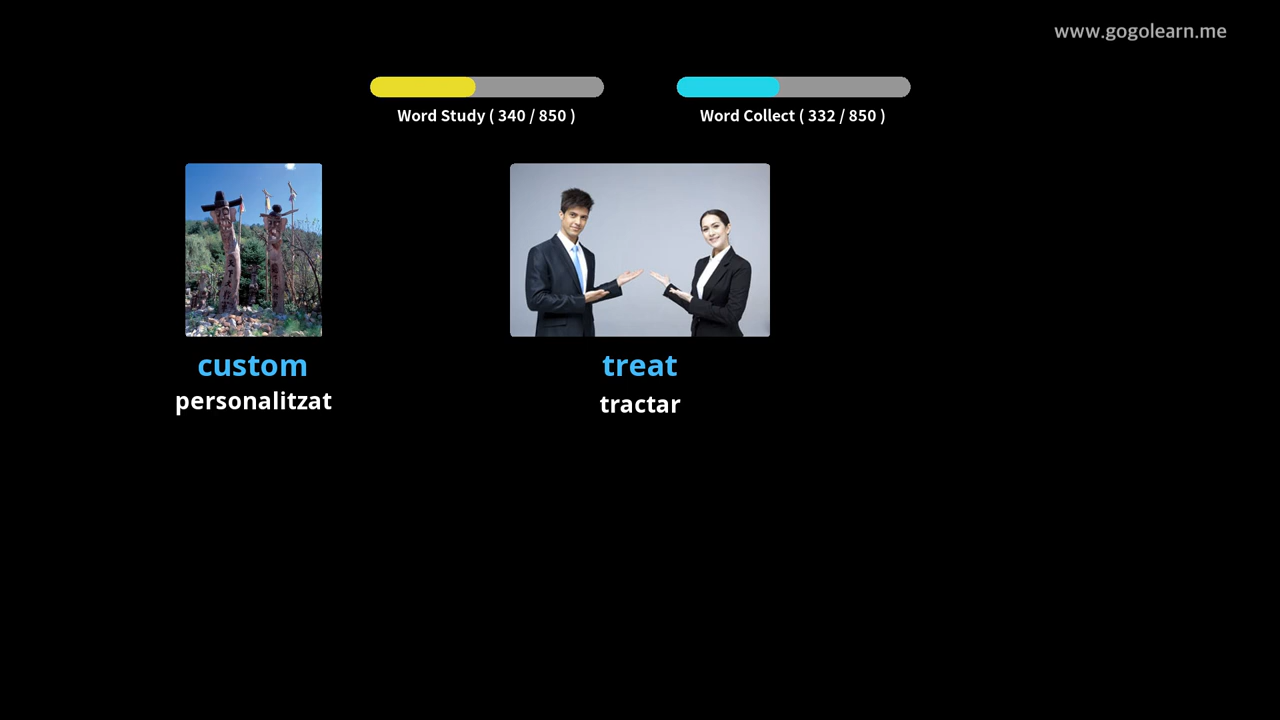 www.gogolearn.me
Word Study ( 340 / 850 )
Word Collect ( 332 / 850 )
custom
personalitzat
treat
tractar